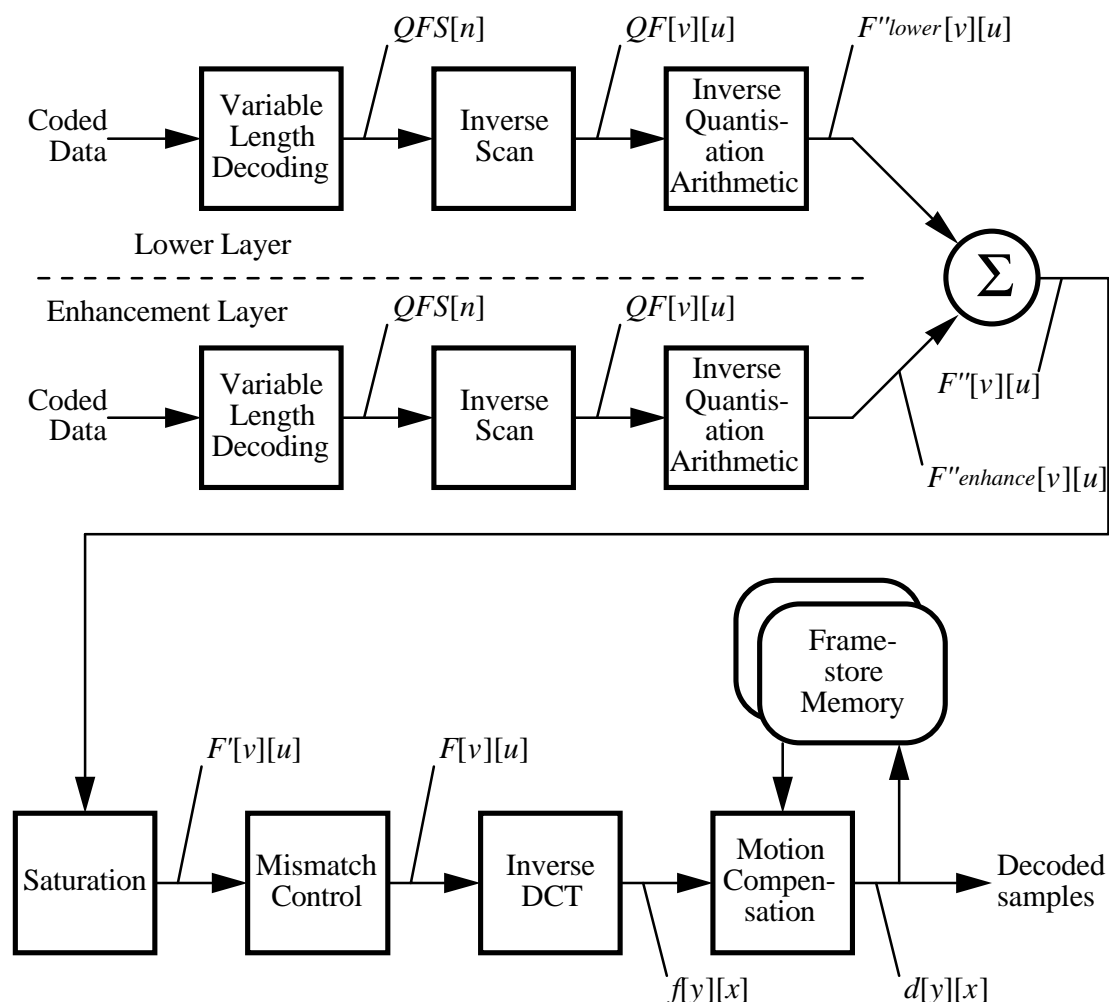 QFS[n]
QF[v][u]
F''lower[v][u]
Coded
Data
Variable
Length
Decoding
Inverse
Scan
Inverse
Quantis-
ation
Arithmetic
Lower Layer
Σ
Enhancement Layer
QFS[n]
QF[v][u]
Coded
Data
Variable
Length
Decoding
Inverse
Scan
Inverse
Quantis-
ation
Arithmetic
F''[v][u]
F''enhance[v][u]
Frame-
store
Memory
F'[v][u]
F[v][u]
Saturation
Mismatch
Control
Inverse
DCT
Motion
Compen-
sation
Decoded
samples
f[y][x]
d[y][x]